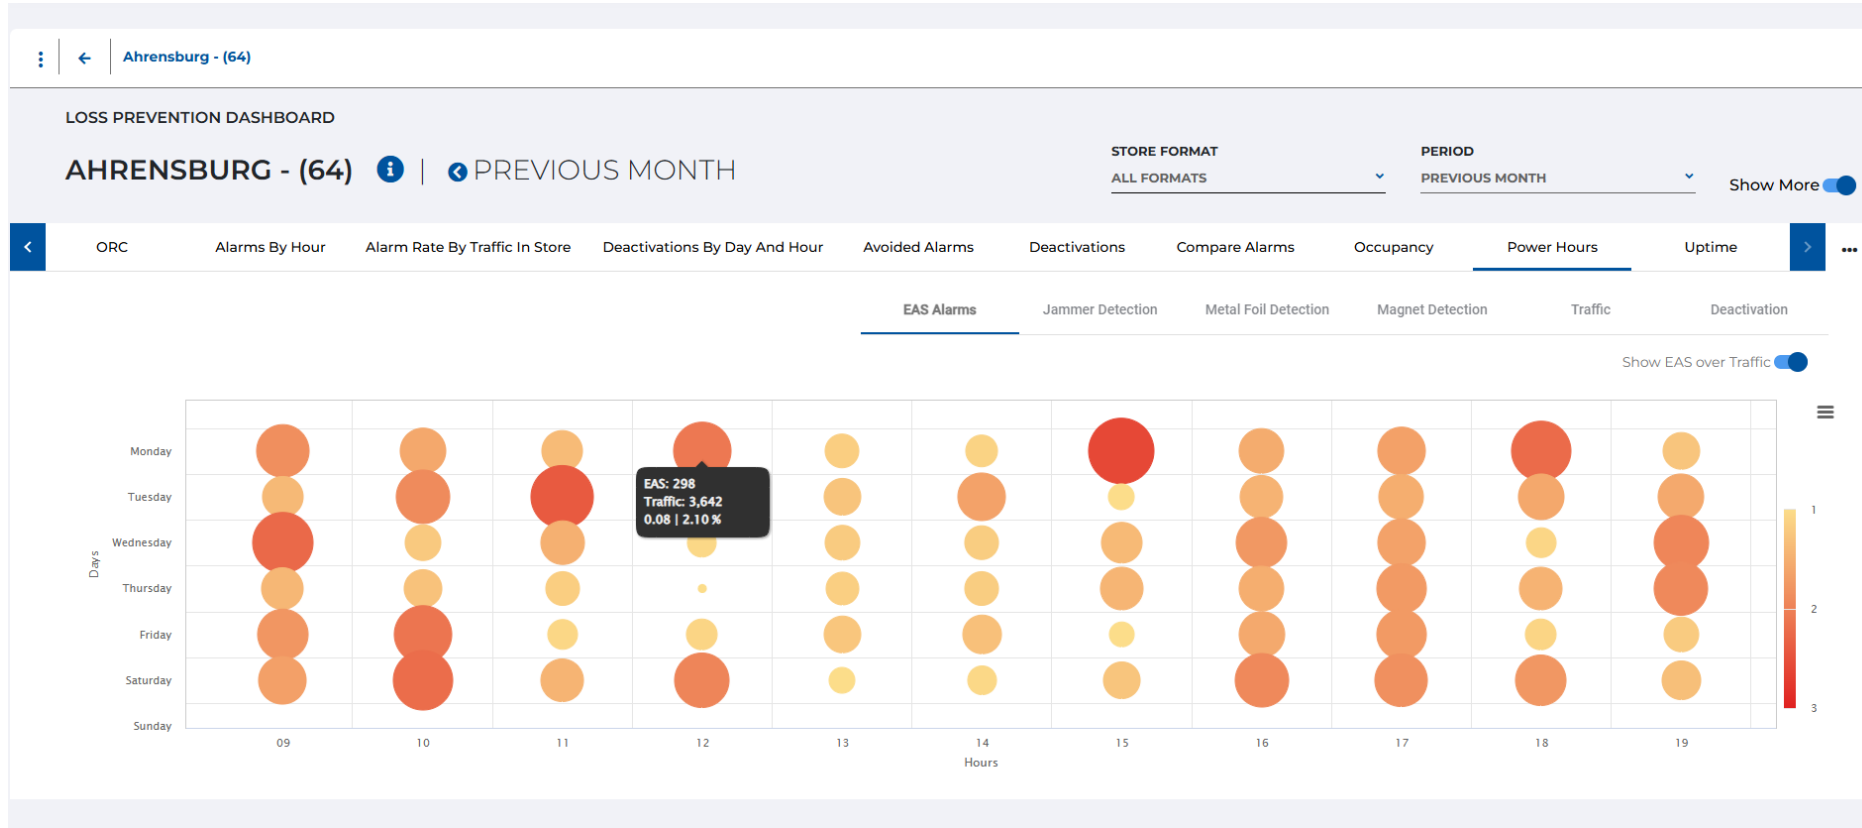 Ahrensburg - (64)
LOSS PREVENTION DASHBOARD
AHRENSBURG - (64)
PREVIOUS MONTH
STORE FORMAT
ALL FORMATS
PERIOD
PREVIOUS MONTH
Show More
ORC
Alarms By Hour
Alarm Rate By Traffic In Store
Deactivations By Day And Hour
Avoided Alarms
Deactivations
Compare Alarms
Occupancy
Power Hours
Uptime
EAS Alarms
Jammer Detection
Metal Foil Detection
Magnet Detection
Traffic
Deactivation
Show EAS over Traffic
Days
Monday
Tuesday
Wednesday
Thursday
Friday
Saturday
Sunday
EAS: 298
Traffic: 3,642
0.08 | 2.10 %
1
2
3
09
10
11
12
13
14
15
16
17
18
19
Hours